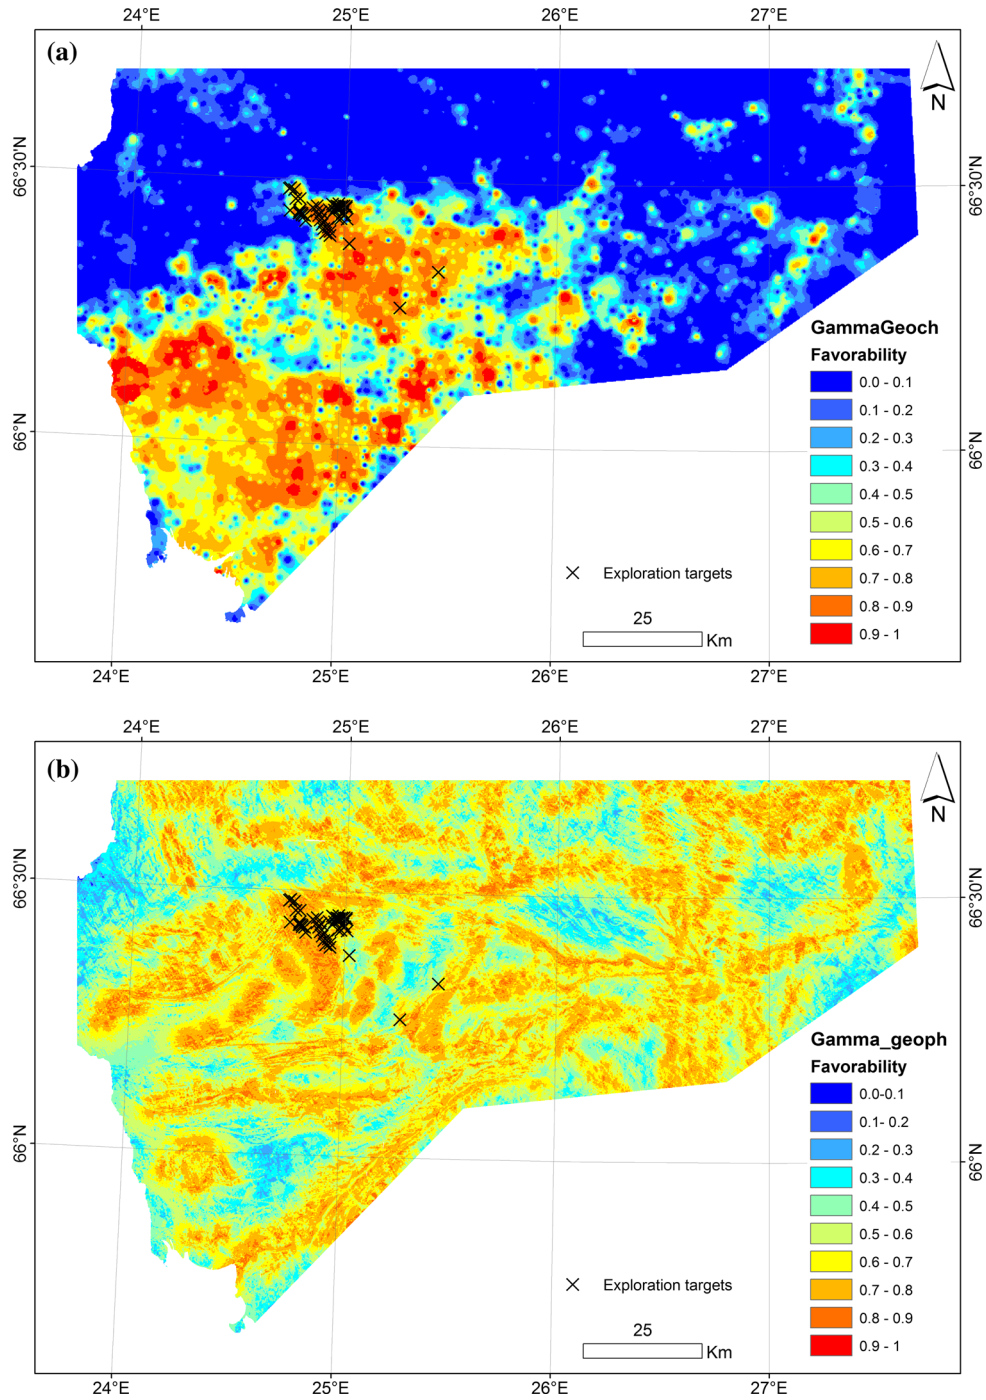 24°E 25°E 26°E 27°E
(a)
N
66°30'N 66°30'N
GammaGeoch
Favorability
0.0 - 0.1
0.1 - 0.2
0.2 - 0.3
0.3 - 0.4
0.4 - 0.5
0.5 - 0.6
0.6 - 0.7
0.7 - 0.8
0.8 - 0.9
0.9 - 1
66°N 66°N
Exploration targets
25
Km
24°E 25°E 26°E 27°E
24°E 25°E 26°E 27°E
(b)
N
66°30'N 66°30'N
Gamma_geoph
Favorability
0.0-0.1
0.1 - 0.2
0.2 - 0.3
0.3 - 0.4
0.4 - 0.5
0.5 - 0.6
0.6 - 0.7
0.7 - 0.8
0.8 - 0.9
0.9 - 1
66°N 66°N
Exploration targets
25
Km
24°E 25°E 26°E 27°E